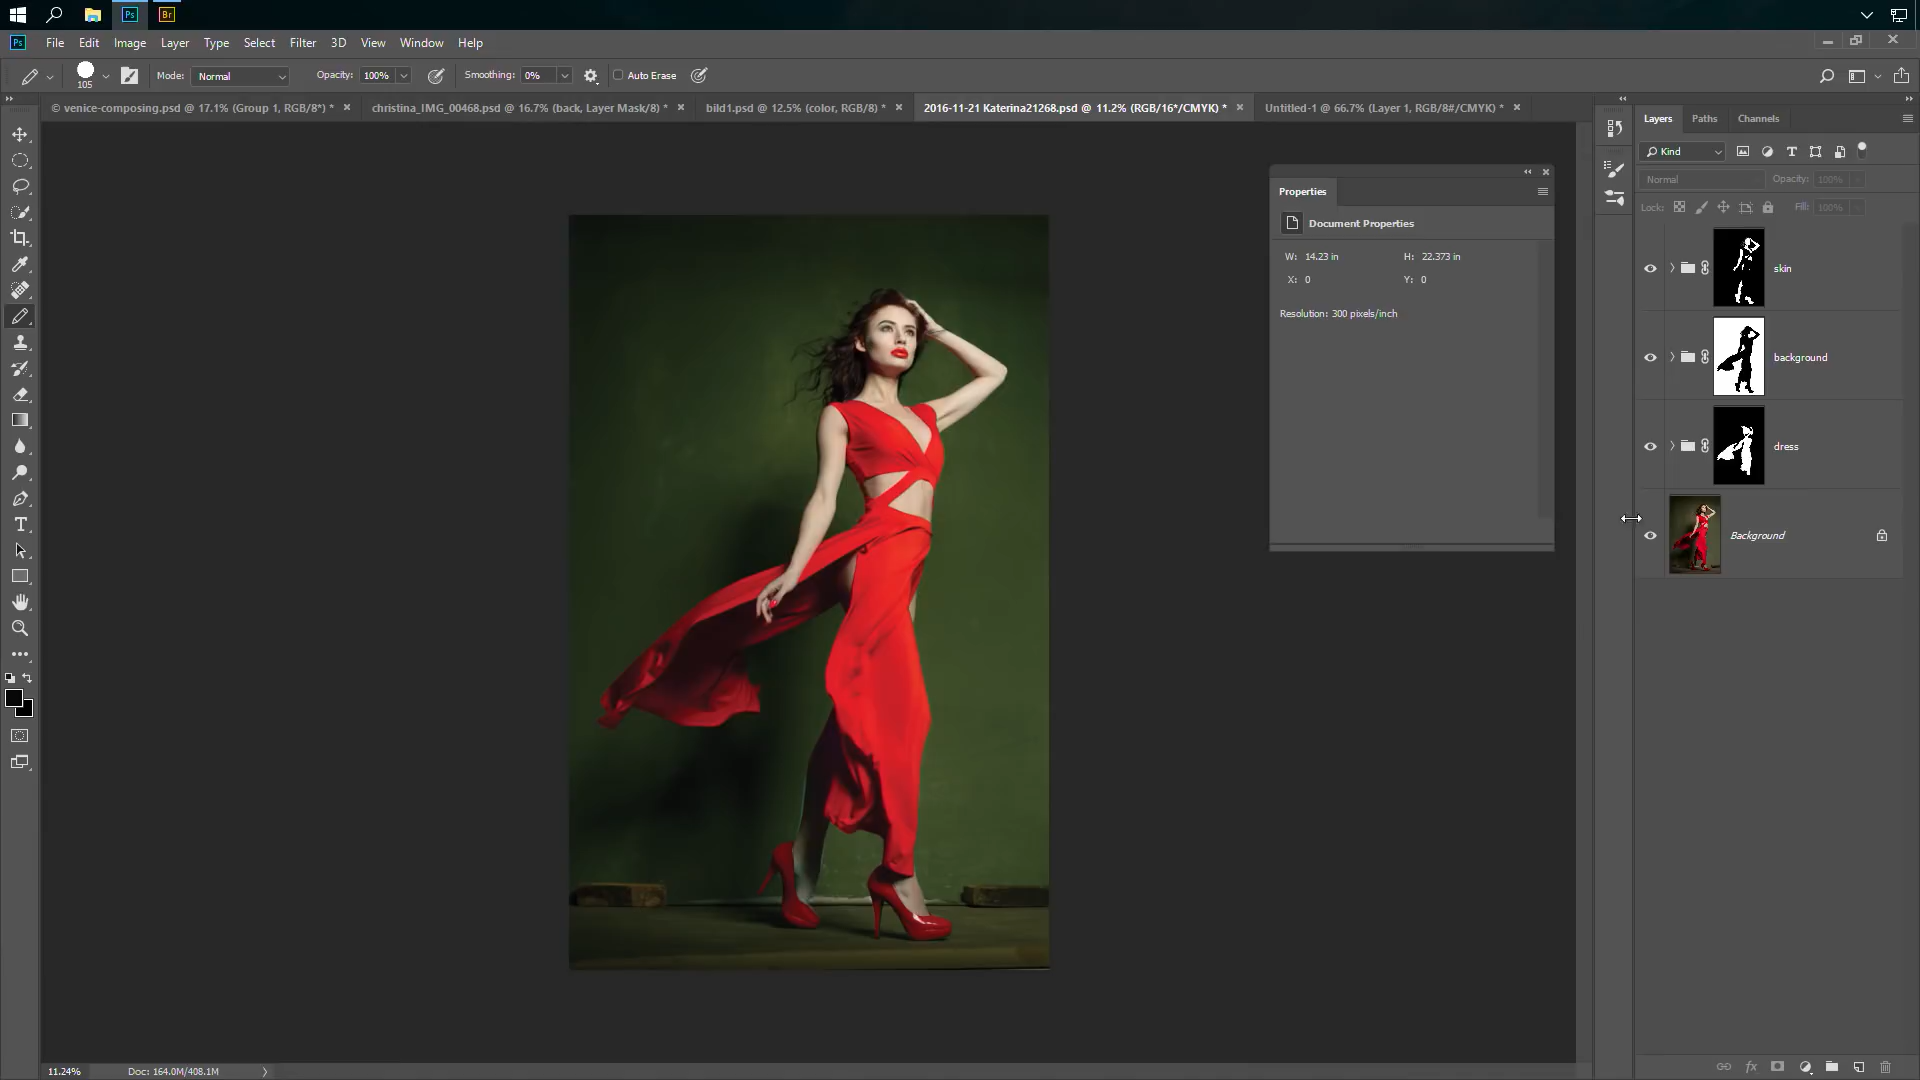 Ps
Br
Ps
File
Edit
Image
Layer
Type
Select
Filter
3D
View
Window
Help
105
Mode:
Normal
Opacity:
100%
Smoothing:
0%
Auto Erase
© venice-composing.psd @ 17.1% (Group 1, RGB/8*) *
christina_IMG_00468.psd @ 16.7% (back, Layer Mask/8) *
bild1.psd @ 12.5% (color, RGB/8) *
2016-11-21 Katerina21268.psd @ 11.2% (RGB/16*/CMYK) *
Untitled-1 @ 66.7% (Layer 1, RGB/8#/CMYK) *
Properties
Document Properties
W: 14.23 in
H: 22.373 in
X: 0
Y: 0
Resolution: 300 pixels/inch
Layers
Paths
Channels
Kind
Normal
Opacity: 100%
Lock:
Fill: 100%
skin
background
dress
Background
fx
11.24%
Doc: 164.0M/408.1M